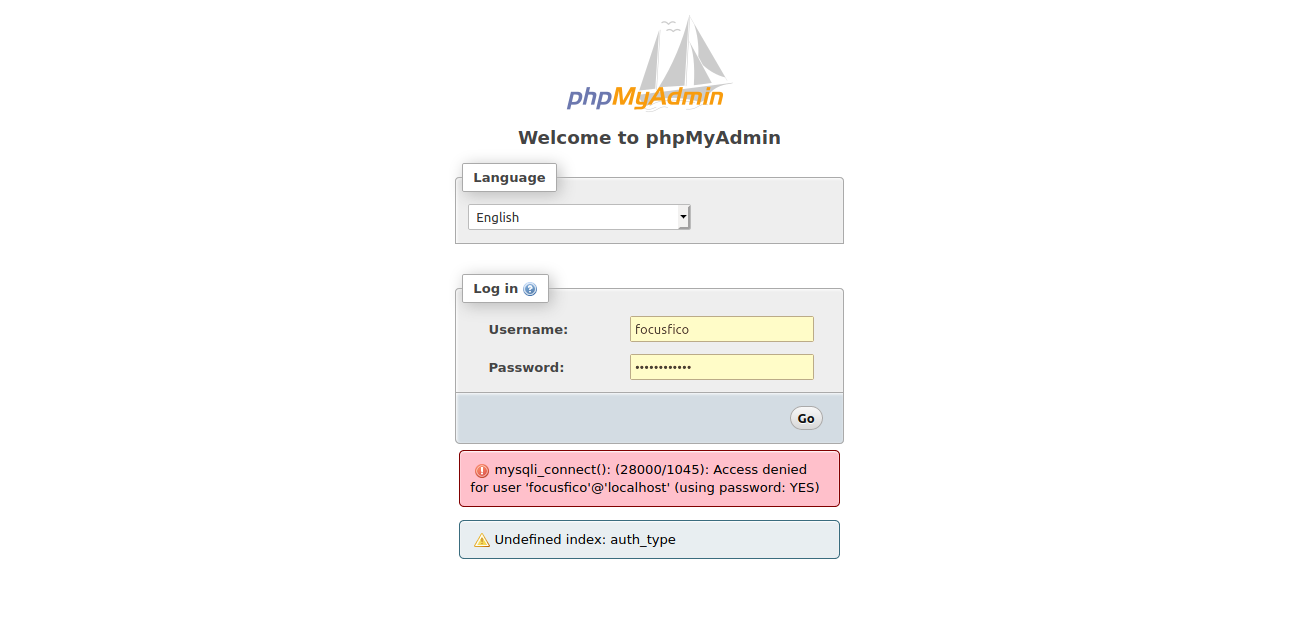 phpMyAdmin
Welcome to phpMyAdmin
Language
English
Log in
Username:
focusfico
Password:
••••••••••••
Go
mysqli_connect(): (28000/1045): Access denied
for user 'focusfico'@'localhost' (using password: YES)
Undefined index: auth_type